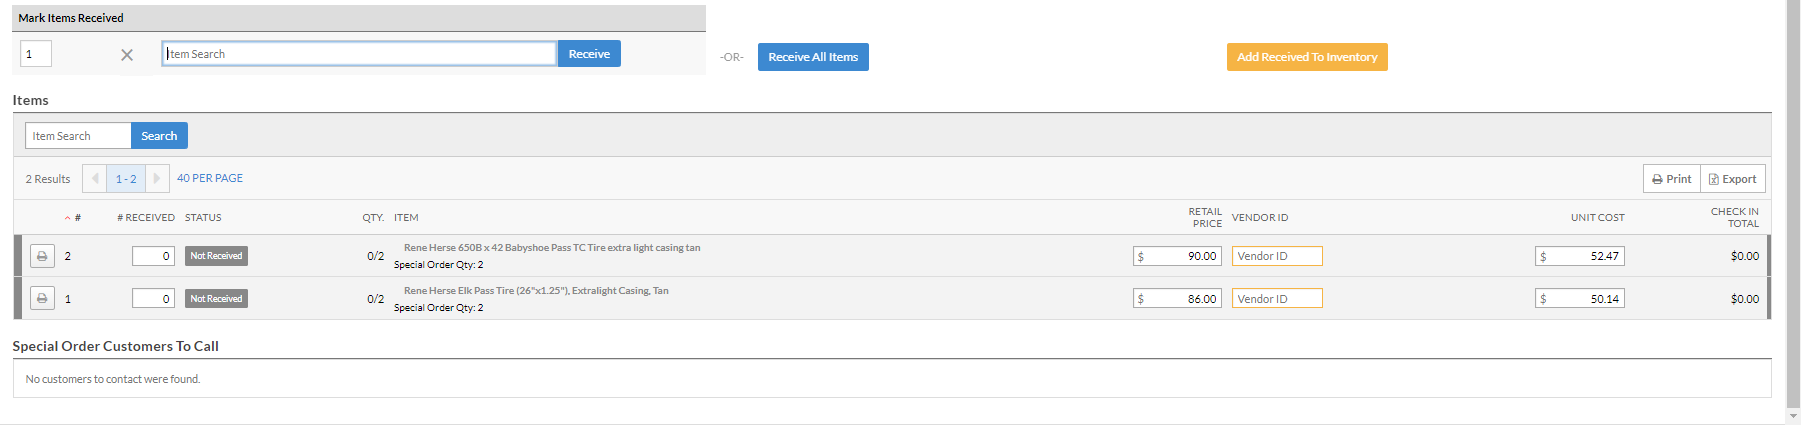 Mark Items Received
1 Item Search Receive -OR- Receive All Items Add Received To Inventory
Items
Item Search Search
2 Results 1 - 2 40 PER PAGE Print Export
# # RECEIVED STATUS QTY. ITEM RETAIL PRICE VENDOR ID UNIT COST CHECK IN TOTAL
2 0 Not Received 0/2 Rene Herse 650B x 42 Babyshoe Pass TC Tire extra light casing tan $ 90.00 Vendor ID $ 52.47 $0.00
Special Order Qty: 2
1 0 Not Received 0/2 Rene Herse Elk Pass Tire (26"x1.25"), Extralight Casing, Tan $ 86.00 Vendor ID $ 50.14 $0.00
Special Order Qty: 2
Special Order Customers To Call
No customers to contact were found.